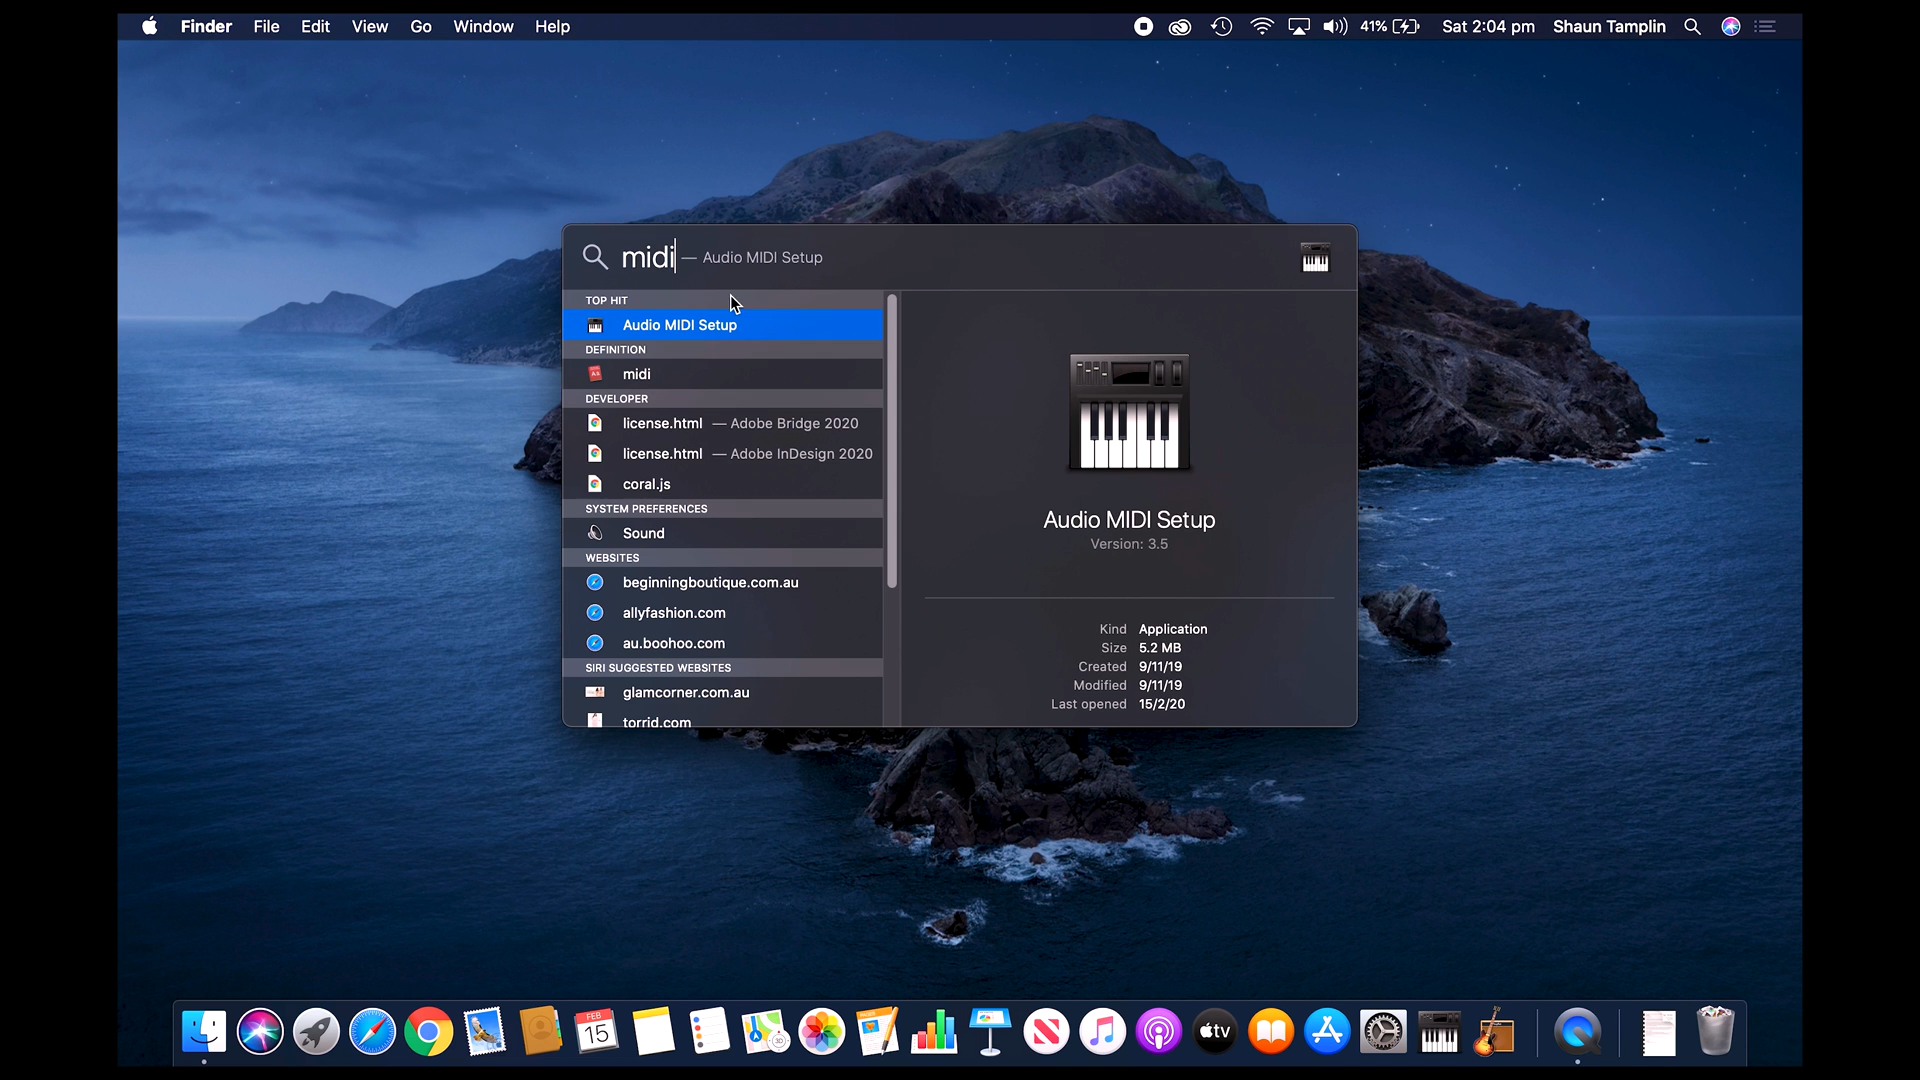 Finder File Edit View Go Window Help 41% Sat 2:04 pm Shaun Tamplin
midi — Audio MIDI Setup
TOP HIT
Audio MIDI Setup
DEFINITION
midi
DEVELOPER
license.html — Adobe Bridge 2020
license.html — Adobe InDesign 2020
coral.js
SYSTEM PREFERENCES
Sound
WEBSITES
beginningboutique.com.au
allyfashion.com
au.boohoo.com
SIRI SUGGESTED WEBSITES
glamcorner.com.au
torrid.com
Audio MIDI Setup
Version: 3.5
Kind Application
Size 5.2 MB
Created 9/11/19
Modified 9/11/19
Last opened 15/2/20
FEB
15
3D
tv